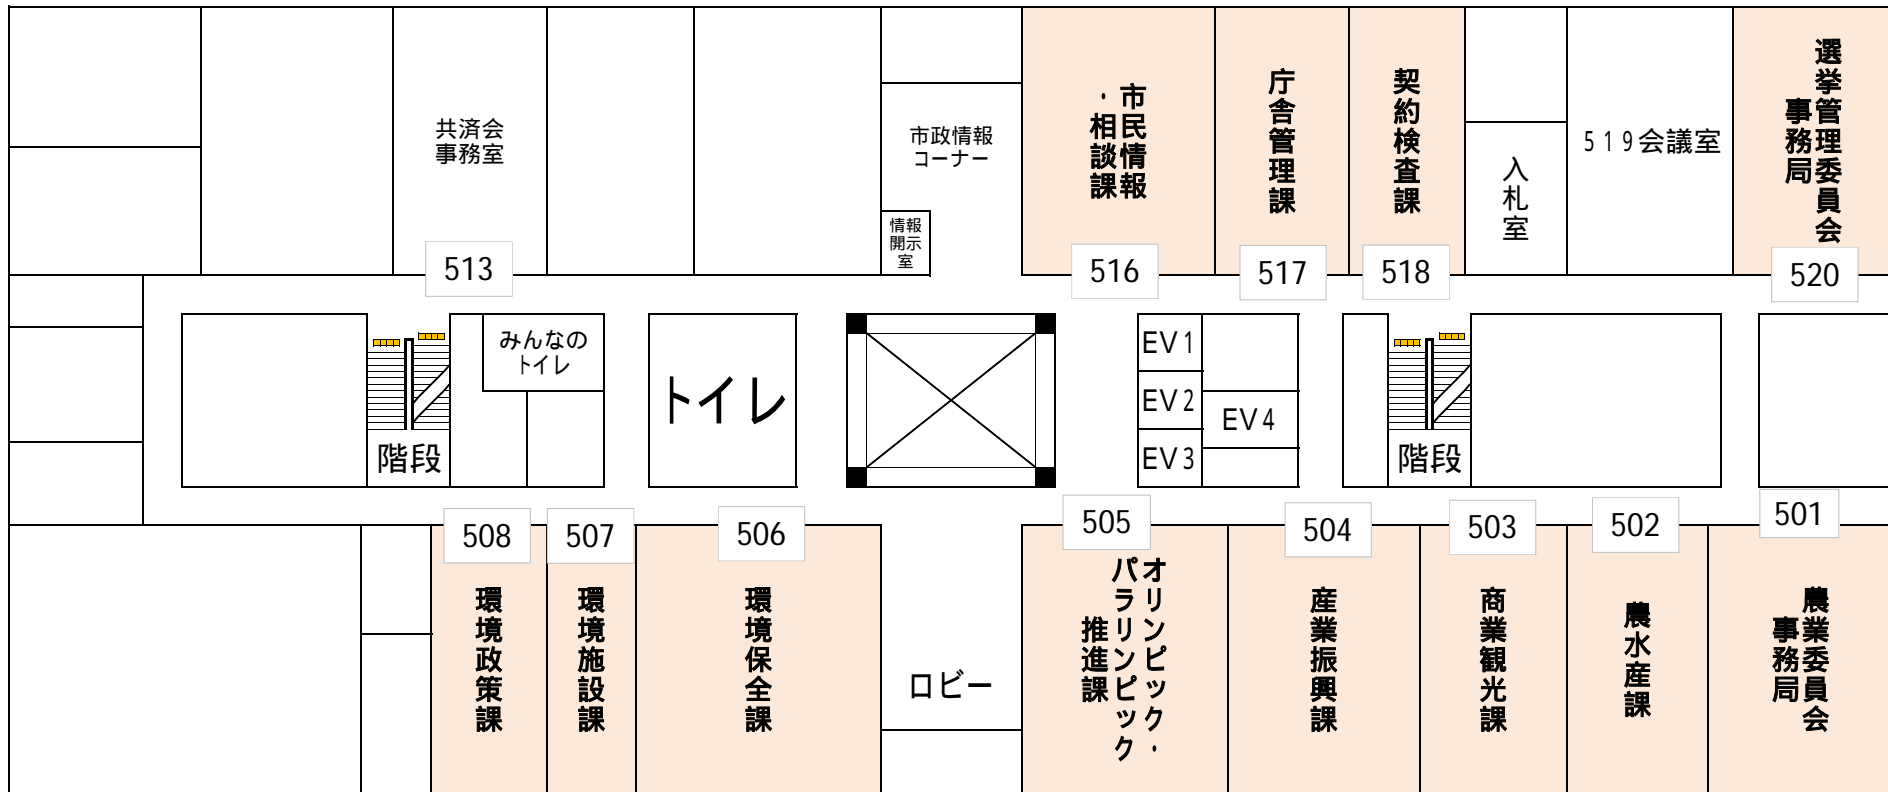 共済会
事務室
513
市政情報
コーナー
情報
開示
室
市民情報
・相談課
516
庁舎管理課
517
契約検査課
518
入札室
519会議室
選挙管理委員会
事務局
520
階段
みんなの
トイレ
トイレ
EV1
EV2
EV3
EV4
階段
508
環境政策課
507
環境施設課
506
環境保全課
ロビー
505
オリンピック・
パラリンピック・
推進課
504
産業振興課
503
商業観光課
502
農水産課
501
農業委員会
事務局